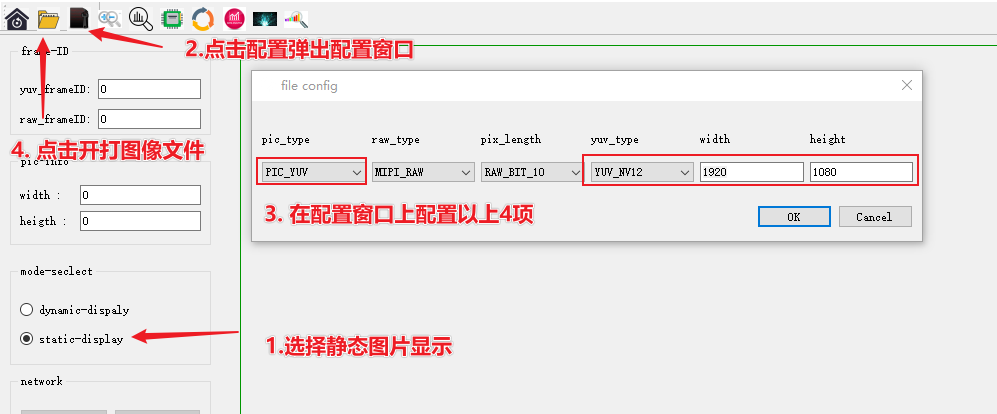 2.点击配置弹出配置窗口
frame-ID
yuv_frameID: 0
raw_frameID: 0
4. 点击开打图像文件
pic-info
width : 0
heigth : 0
mode-seclect
dynamic-dispaly
static-display
1.选择静态图片显示
network
file config
pic_type raw_type pix_length yuv_type width height
PIC_YUV MIPI_RAW RAW_BIT_10 YUV_NV12 1920 1080
3. 在配置窗口上配置以上4项
OK Cancel